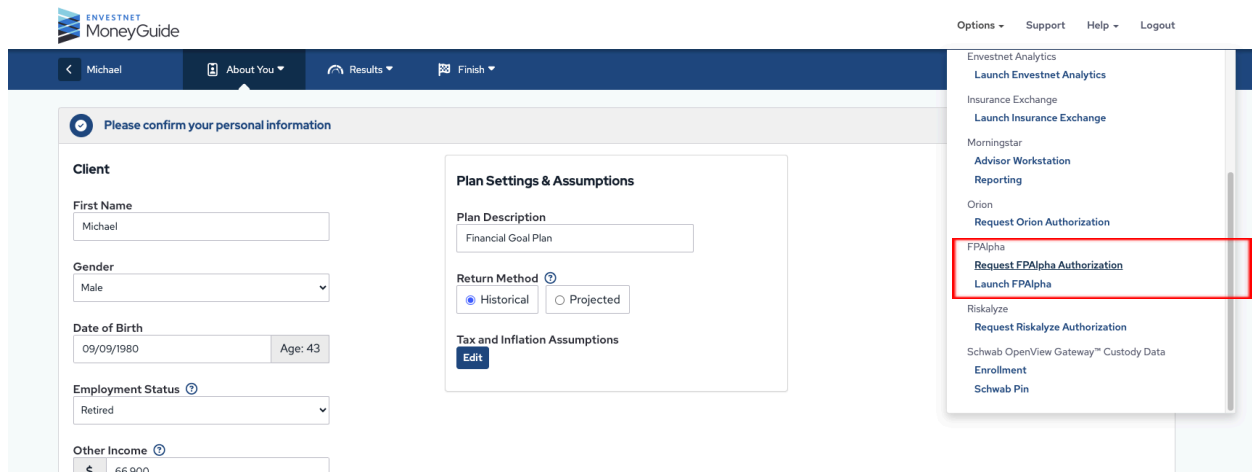 ENVESTNET
MoneyGuide
Options
Support
Help
Logout
Michael
About You
Results
Finish
Please confirm your personal information
Client
First Name
Michael
Gender
Male
Date of Birth
09/09/1980
Age: 43
Employment Status
Retired
Other Income
$ 66,900
Plan Settings & Assumptions
Plan Description
Financial Goal Plan
Return Method
Historical
Projected
Tax and Inflation Assumptions
Edit
Envestnet Analytics
Launch Envestnet Analytics
Insurance Exchange
Launch Insurance Exchange
Morningstar
Advisor Workstation
Reporting
Orion
Request Orion Authorization
FPAlpha
Request FPAlpha Authorization
Launch FPAlpha
Riskalyze
Request Riskalyze Authorization
Schwab OpenView Gateway™ Custody Data
Enrollment
Schwab Pin